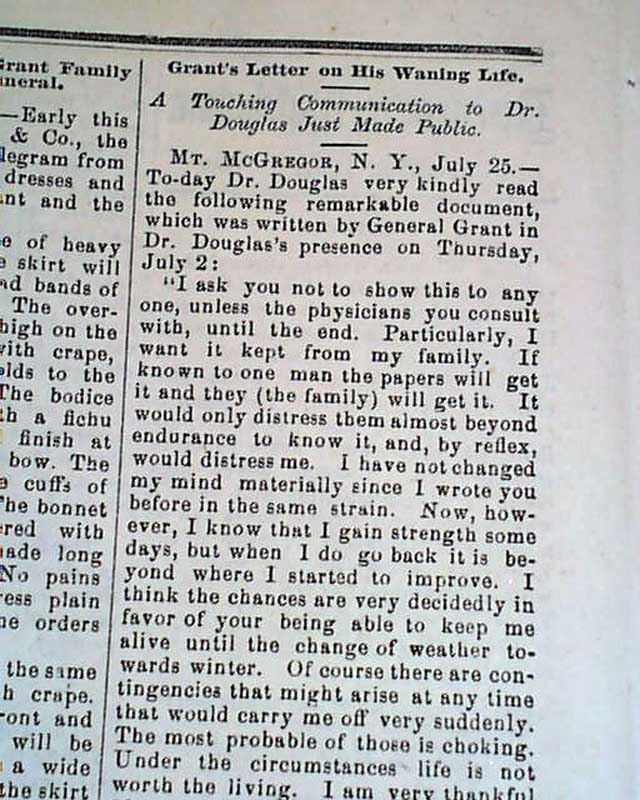 Grant Family
uneral.
—Early this
& Co., the
legram from
dresses and
nt and the
e of heavy
skirt will
nd bands of
The over-
high on the
with crape,
olds to the
The bodice
th a fichu
finish at
bow. The
cuffs of
The bonnet
red with
ade long
No pains
ress plain
he orders
the same
h crape.
ront and
will be
a wide
the skirt
Grant's Letter on His Waning Life.
A Touching Communication to Dr.
Douglas Just Made Public.
MT. MCGREGOR, N. Y., July 25.—
To-day Dr. Douglas very kindly read
the following remarkable document,
which was written by General Grant in
Dr. Douglas's presence on Thursday,
July 2:
"I ask you not to show this to any
one, unless the physicians you consult
with, until the end. Particularly, I
want it kept from my family. If
known to one man the papers will get
it and they (the family) will get it. It
would only distress them almost beyond
endurance to know it, and, by reflex,
would distress me. I have not changed
my mind materially since I wrote you
before in the same strain. Now, how-
ever, I know that I gain strength some
days, but when I do go back it is be-
yond where I started to improve. I
think the chances are very decidedly in
favor of your being able to keep me
alive until the change of weather to-
wards winter. Of course there are con-
tingencies that might arise at any time
that would carry me off very suddenly.
The most probable of those is choking.
Under the circumstances life is not
worth the living. I am very thankful